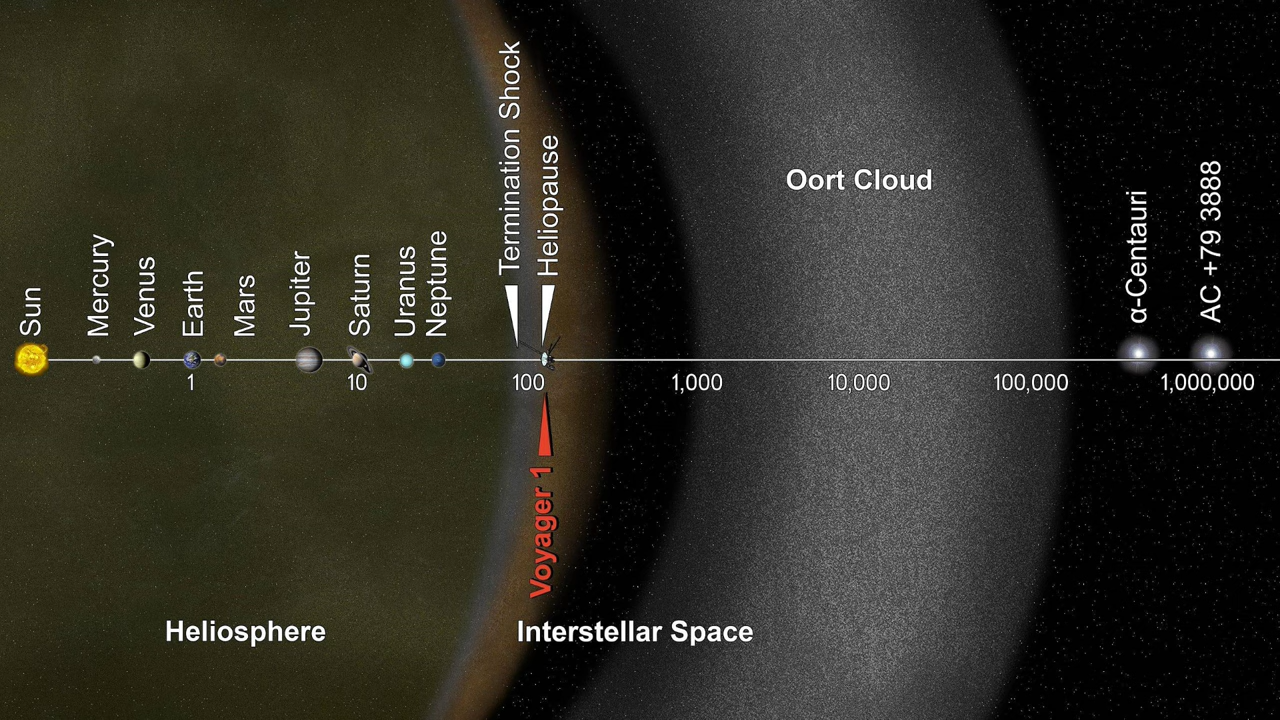 Sun
Mercury
Venus
Earth
Mars
Jupiter
Saturn
Uranus
Neptune
Termination Shock
Heliopause
Oort Cloud
α-Centauri
AC +79 3888
1
10
100
1,000
10,000
100,000
1,000,000
Voyager 1
Heliosphere
Interstellar Space